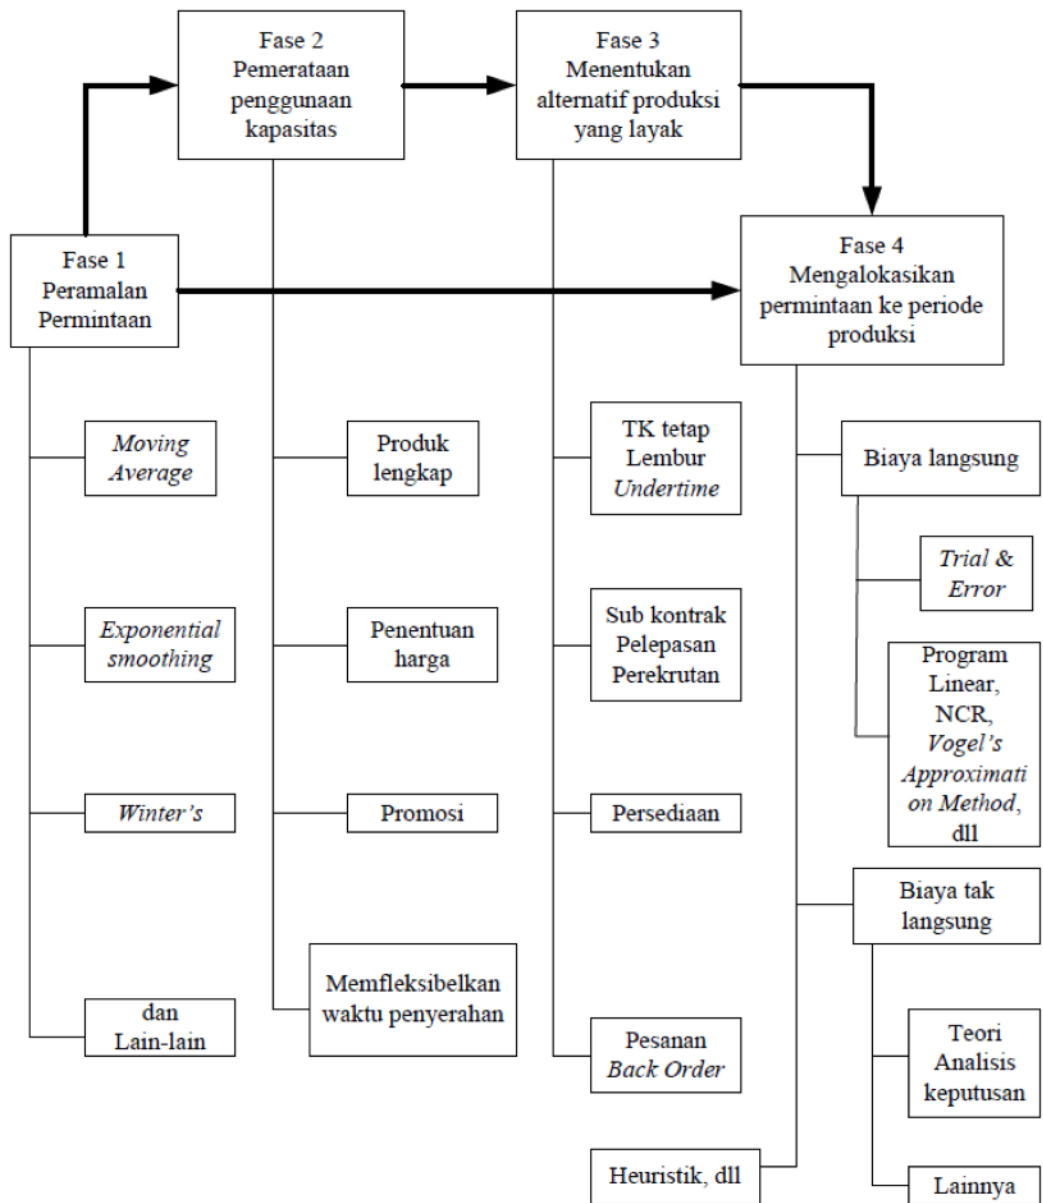 Fase 2
Pemerataan
penggunaan
kapasitas
Fase 3
Menentukan
alternatif produksi
yang layak
Fase 1
Peramalan
Permintaan
Fase 4
Mengalokasikan
permintaan ke periode
produksi
Moving
Average
Exponential
smoothing
Winter's
dan
Lain-lain
Produk
lengkap
Penentuan
harga
Promosi
Memfleksibelkan
waktu penyerahan
TK tetap
Lembur
Undertime
Sub kontrak
Pelepasan
Perekrutan
Persediaan
Pesanan
Back Order
Biaya langsung
Trial &
Error
Program
Linear,
NCR,
Vogel's
Approximati
on Method,
dll
Biaya tak
langsung
Teori
Analisis
keputusan
Lainnya
Heuristik, dll